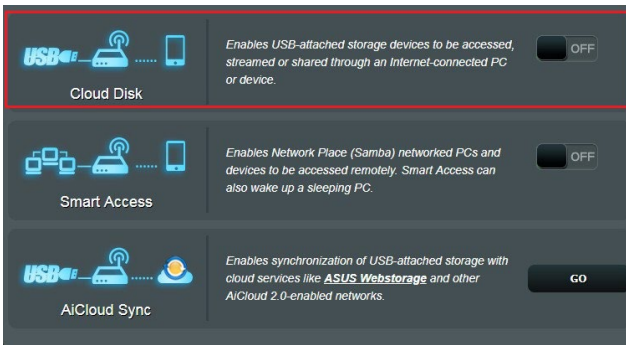 USB
Cloud Disk
Enables USB-attached storage devices to be accessed,
streamed or shared through an Internet-connected PC
or device.
OFF
Smart Access
Enables Network Place (Samba) networked PCs and
devices to be accessed remotely. Smart Access can
also wake up a sleeping PC.
OFF
USB
AiCloud Sync
Enables synchronization of USB-attached storage with
cloud services like ASUS Webstorage and other
AiCloud 2.0-enabled networks.
GO